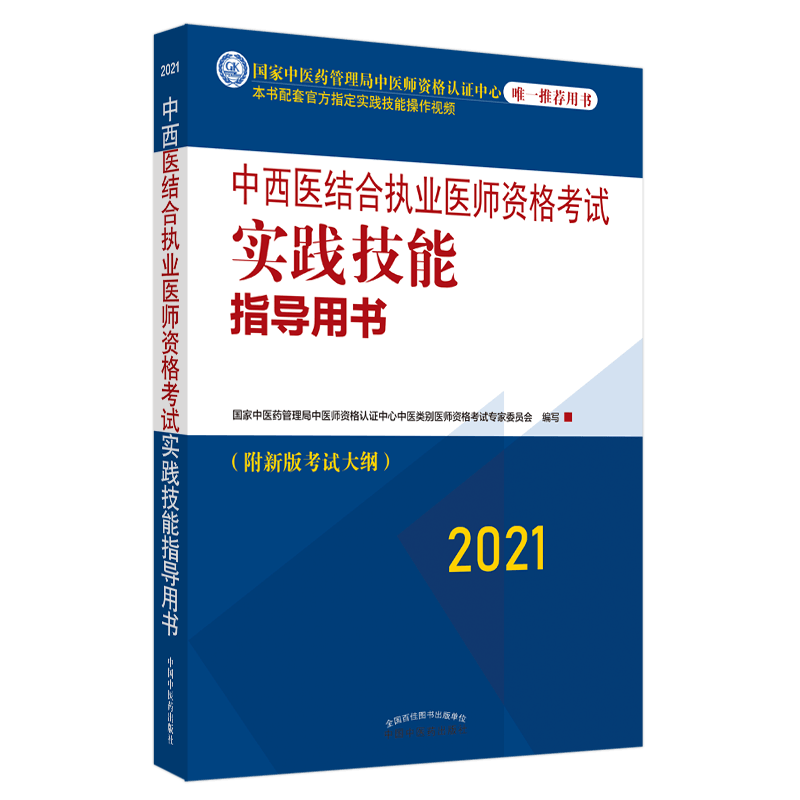 2021
中西医结合执业医师资格考试实践技能指导用书
中国中医药出版社
GK
国家中医药管理局中医师资格认证中心
唯一推荐用书
本书配套官方指定实践技能操作视频
中西医结合执业医师资格考试
实践技能
指导用书
国家中医药管理局中医师资格认证中心中医类别医师资格考试专家委员会 编写
(附新版考试大纲)
2021
全国百佳图书出版单位